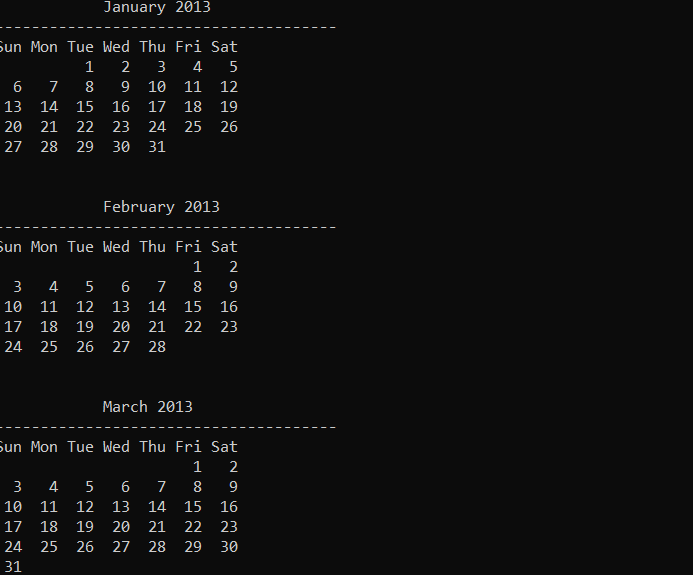 January 2013
-------------------------------------
Sun Mon Tue Wed Thu Fri Sat
1 2 3 4 5
6 7 8 9 10 11 12
13 14 15 16 17 18 19
20 21 22 23 24 25 26
27 28 29 30 31
February 2013
-------------------------------------
Sun Mon Tue Wed Thu Fri Sat
1 2
3 4 5 6 7 8 9
10 11 12 13 14 15 16
17 18 19 20 21 22 23
24 25 26 27 28
March 2013
-------------------------------------
Sun Mon Tue Wed Thu Fri Sat
1 2
3 4 5 6 7 8 9
10 11 12 13 14 15 16
17 18 19 20 21 22 23
24 25 26 27 28 29 30
31